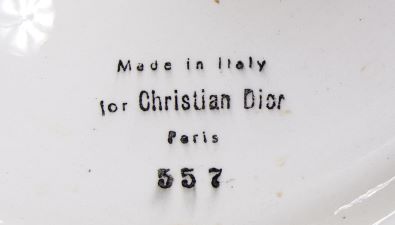 Made in Italy
for Christian Dior
Paris
557